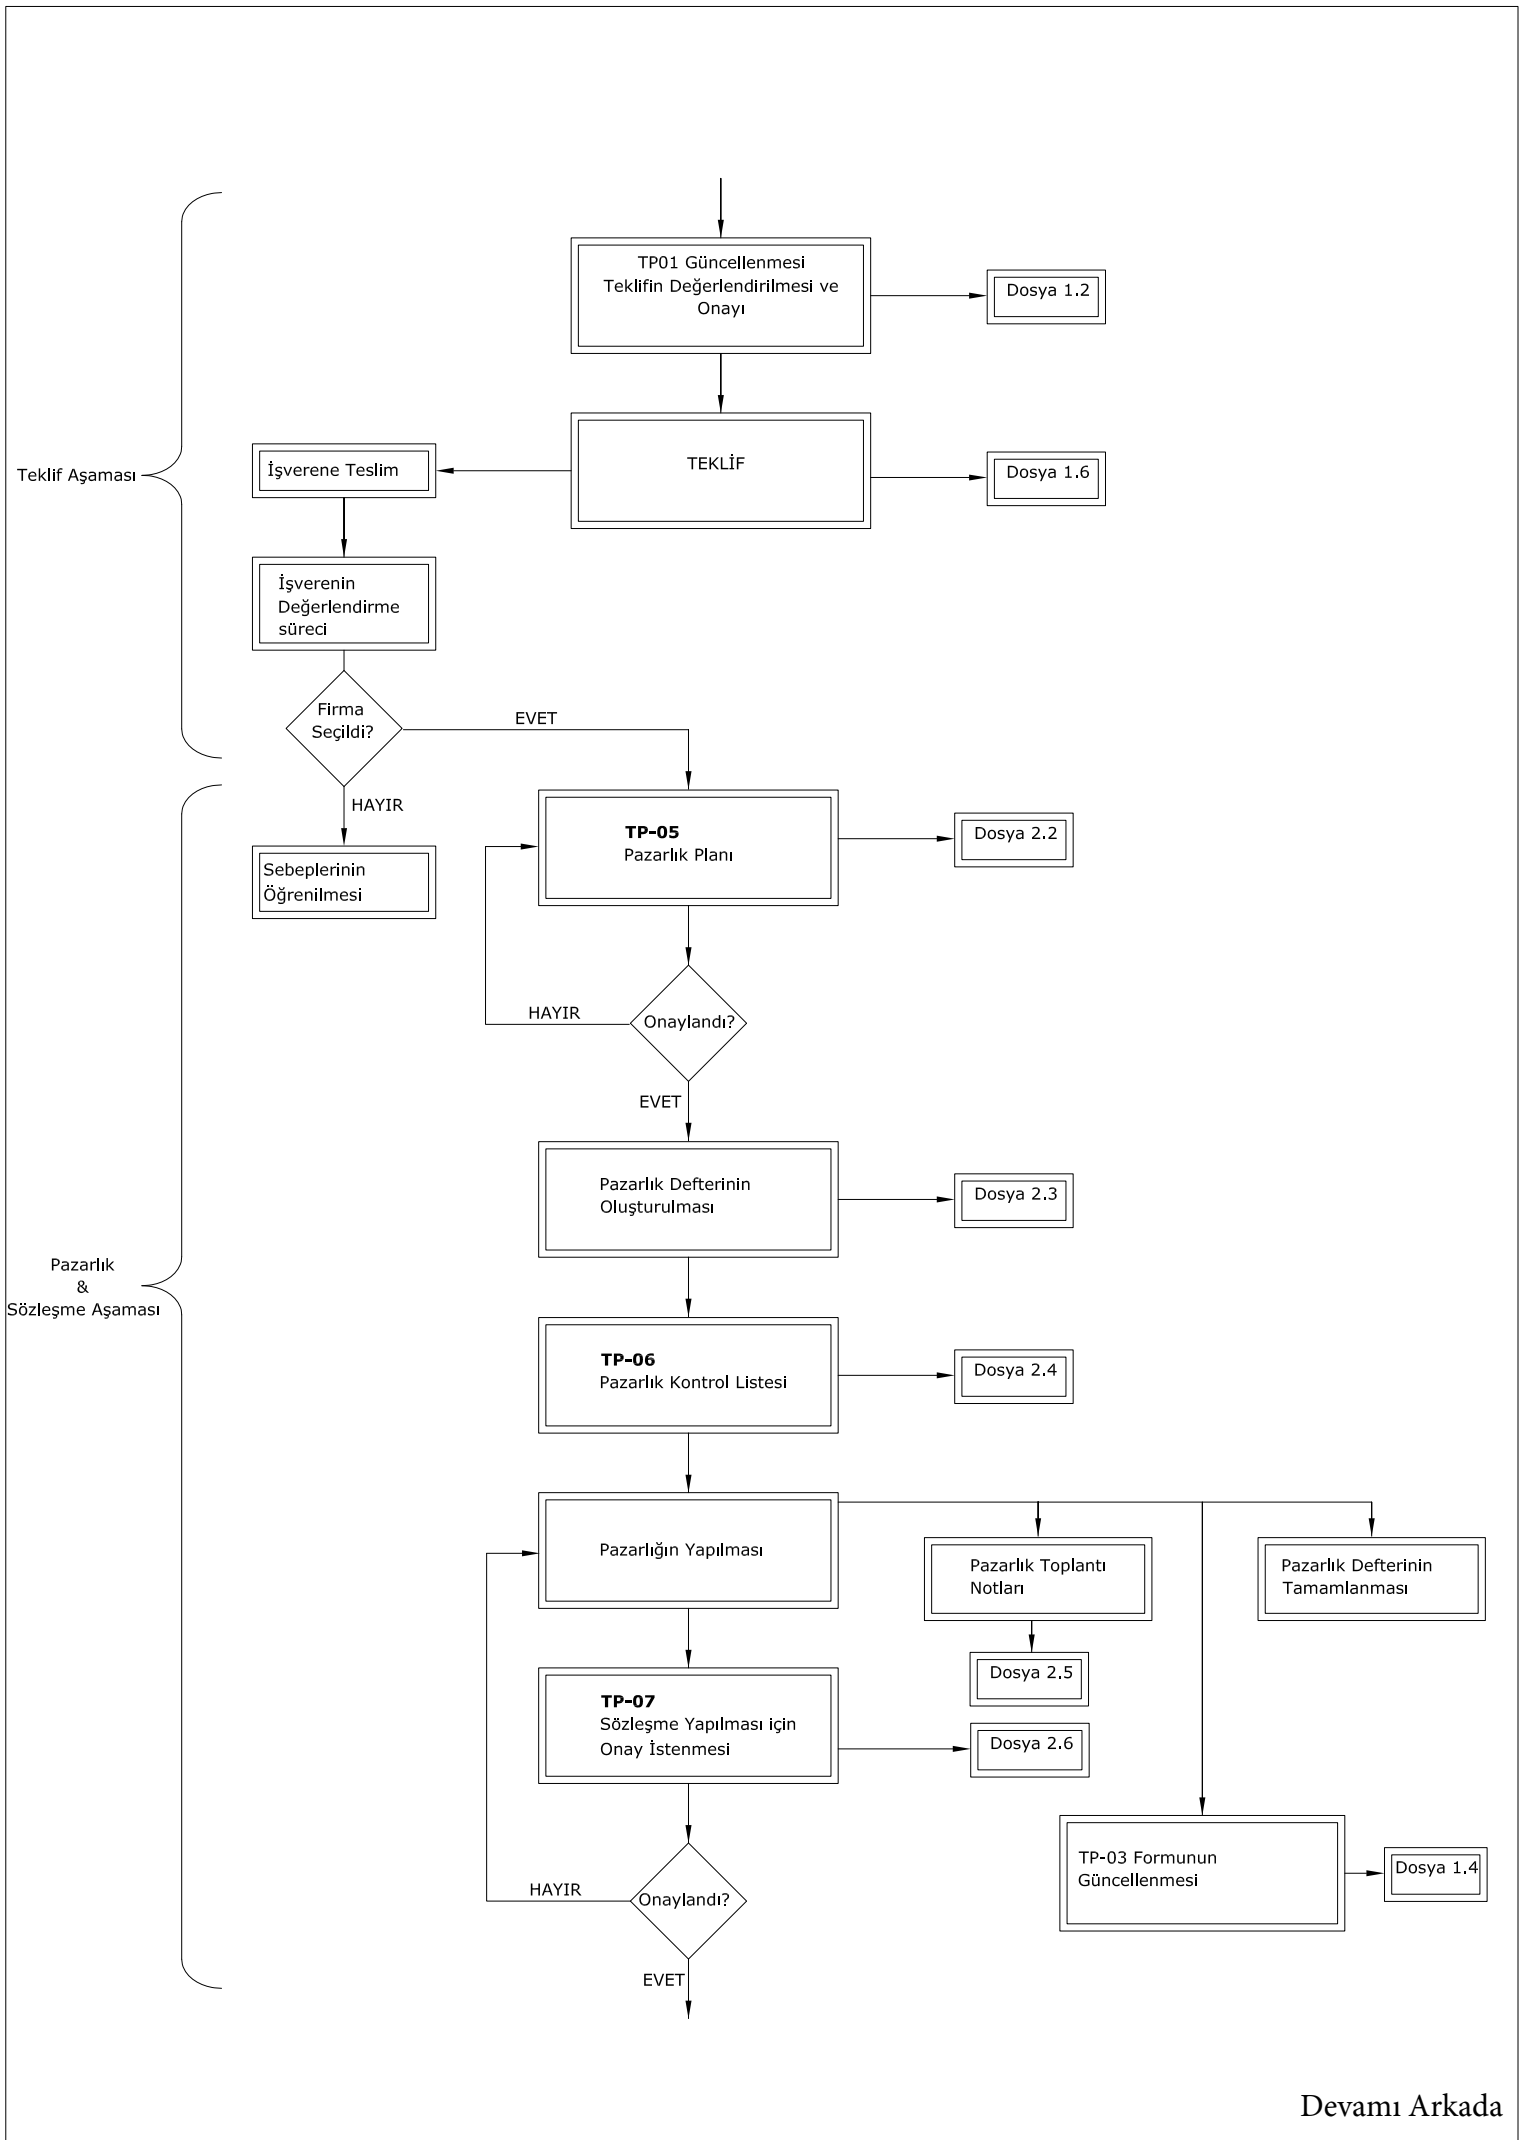 TP01 Güncellenmesi
Teklifin Değerlendirilmesi ve
Onayı
Dosya 1.2
Teklif Aşaması
İşverene Teslim
TEKLİF
Dosya 1.6
İşverenin
Değerlendirme
süreci
Firma
Seçildi?
EVET
HAYIR
Sebeplerinin
Öğrenilmesi
TP-05
Pazarlık Planı
Dosya 2.2
HAYIR
Onaylandı?
EVET
Pazarlık Defterinin
Oluşturulması
Dosya 2.3
Pazarlık
&
Sözleşme Aşaması
TP-06
Pazarlık Kontrol Listesi
Dosya 2.4
Pazarlığın Yapılması
Pazarlık Toplantı
Notları
Pazarlık Defterinin
Tamamlanması
Dosya 2.5
TP-07
Sözleşme Yapılması için
Onay İstenmesi
Dosya 2.6
TP-03 Formunun
Güncellenmesi
Dosya 1.4
HAYIR
Onaylandı?
EVET
Devamı Arkada